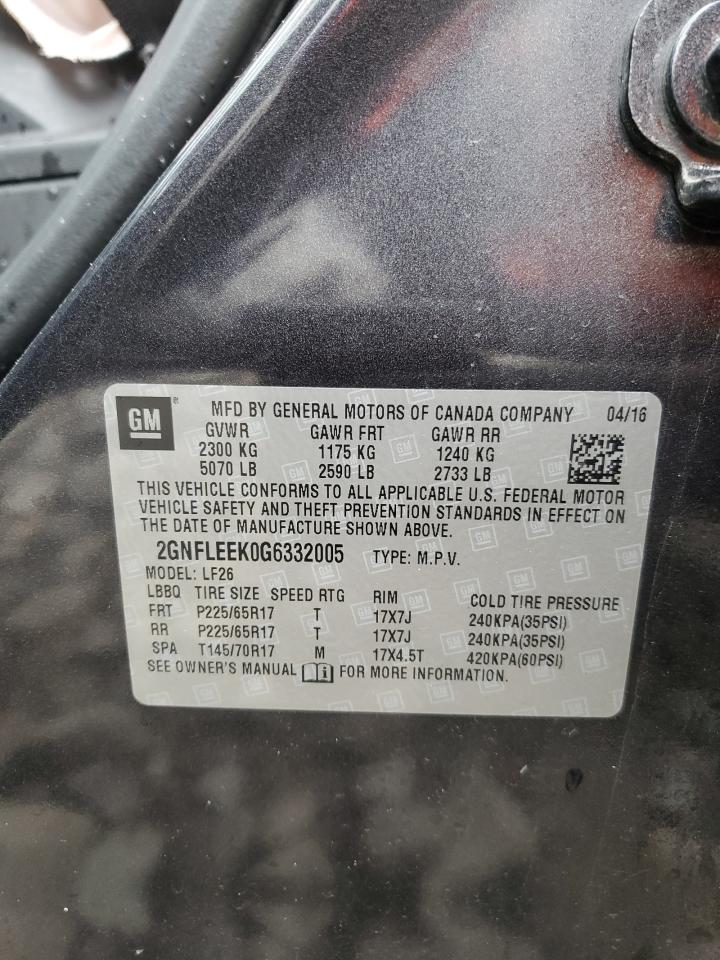 GM ® MFD BY GENERAL MOTORS OF CANADA COMPANY 04/16
GVWR GAWR FRT GAWR RR
2300 KG 1175 KG 1240 KG
5070 LB 2590 LB 2733 LB
THIS VEHICLE CONFORMS TO ALL APPLICABLE U.S. FEDERAL MOTOR
VEHICLE SAFETY AND THEFT PREVENTION STANDARDS IN EFFECT ON
THE DATE OF MANUFACTURE SHOWN ABOVE.
2GNFLEEK0G6332005 TYPE: M.P.V.
MODEL: LF26
LBBQ TIRE SIZE SPEED RTG RIM COLD TIRE PRESSURE
FRT P225/65R17 T 17X7J 240KPA(35PSI)
RR P225/65R17 T 17X7J 240KPA(35PSI)
SPA T145/70R17 M 17X4.5T 420KPA(60PSI)
SEE OWNER'S MANUAL i FOR MORE INFORMATION.